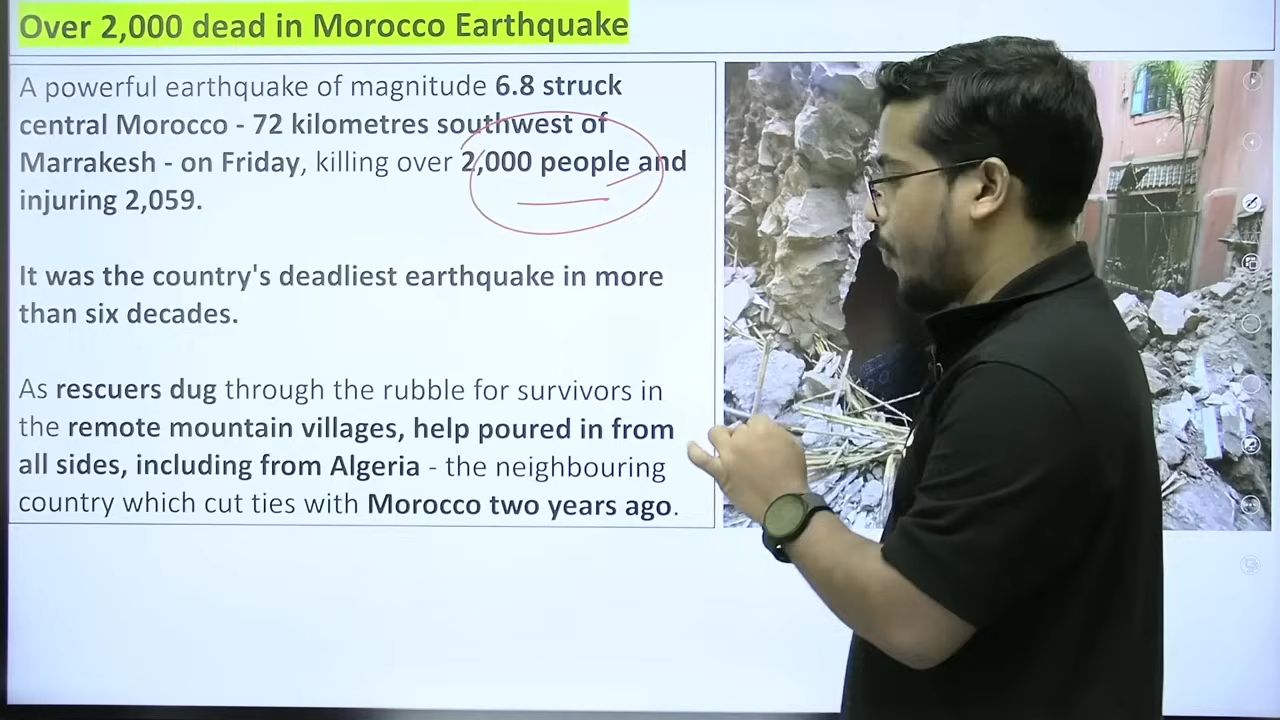 Over 2,000 dead in Morocco Earthquake
A powerful earthquake of magnitude 6.8 struck
central Morocco - 72 kilometres southwest of
Marrakesh - on Friday, killing over 2,000 people and
injuring 2,059.
It was the country's deadliest earthquake in more
than six decades.
As rescuers dug through the rubble for survivors in
the remote mountain villages, help poured in from
all sides, including from Algeria - the neighbouring
country which cut ties with Morocco two years ago.